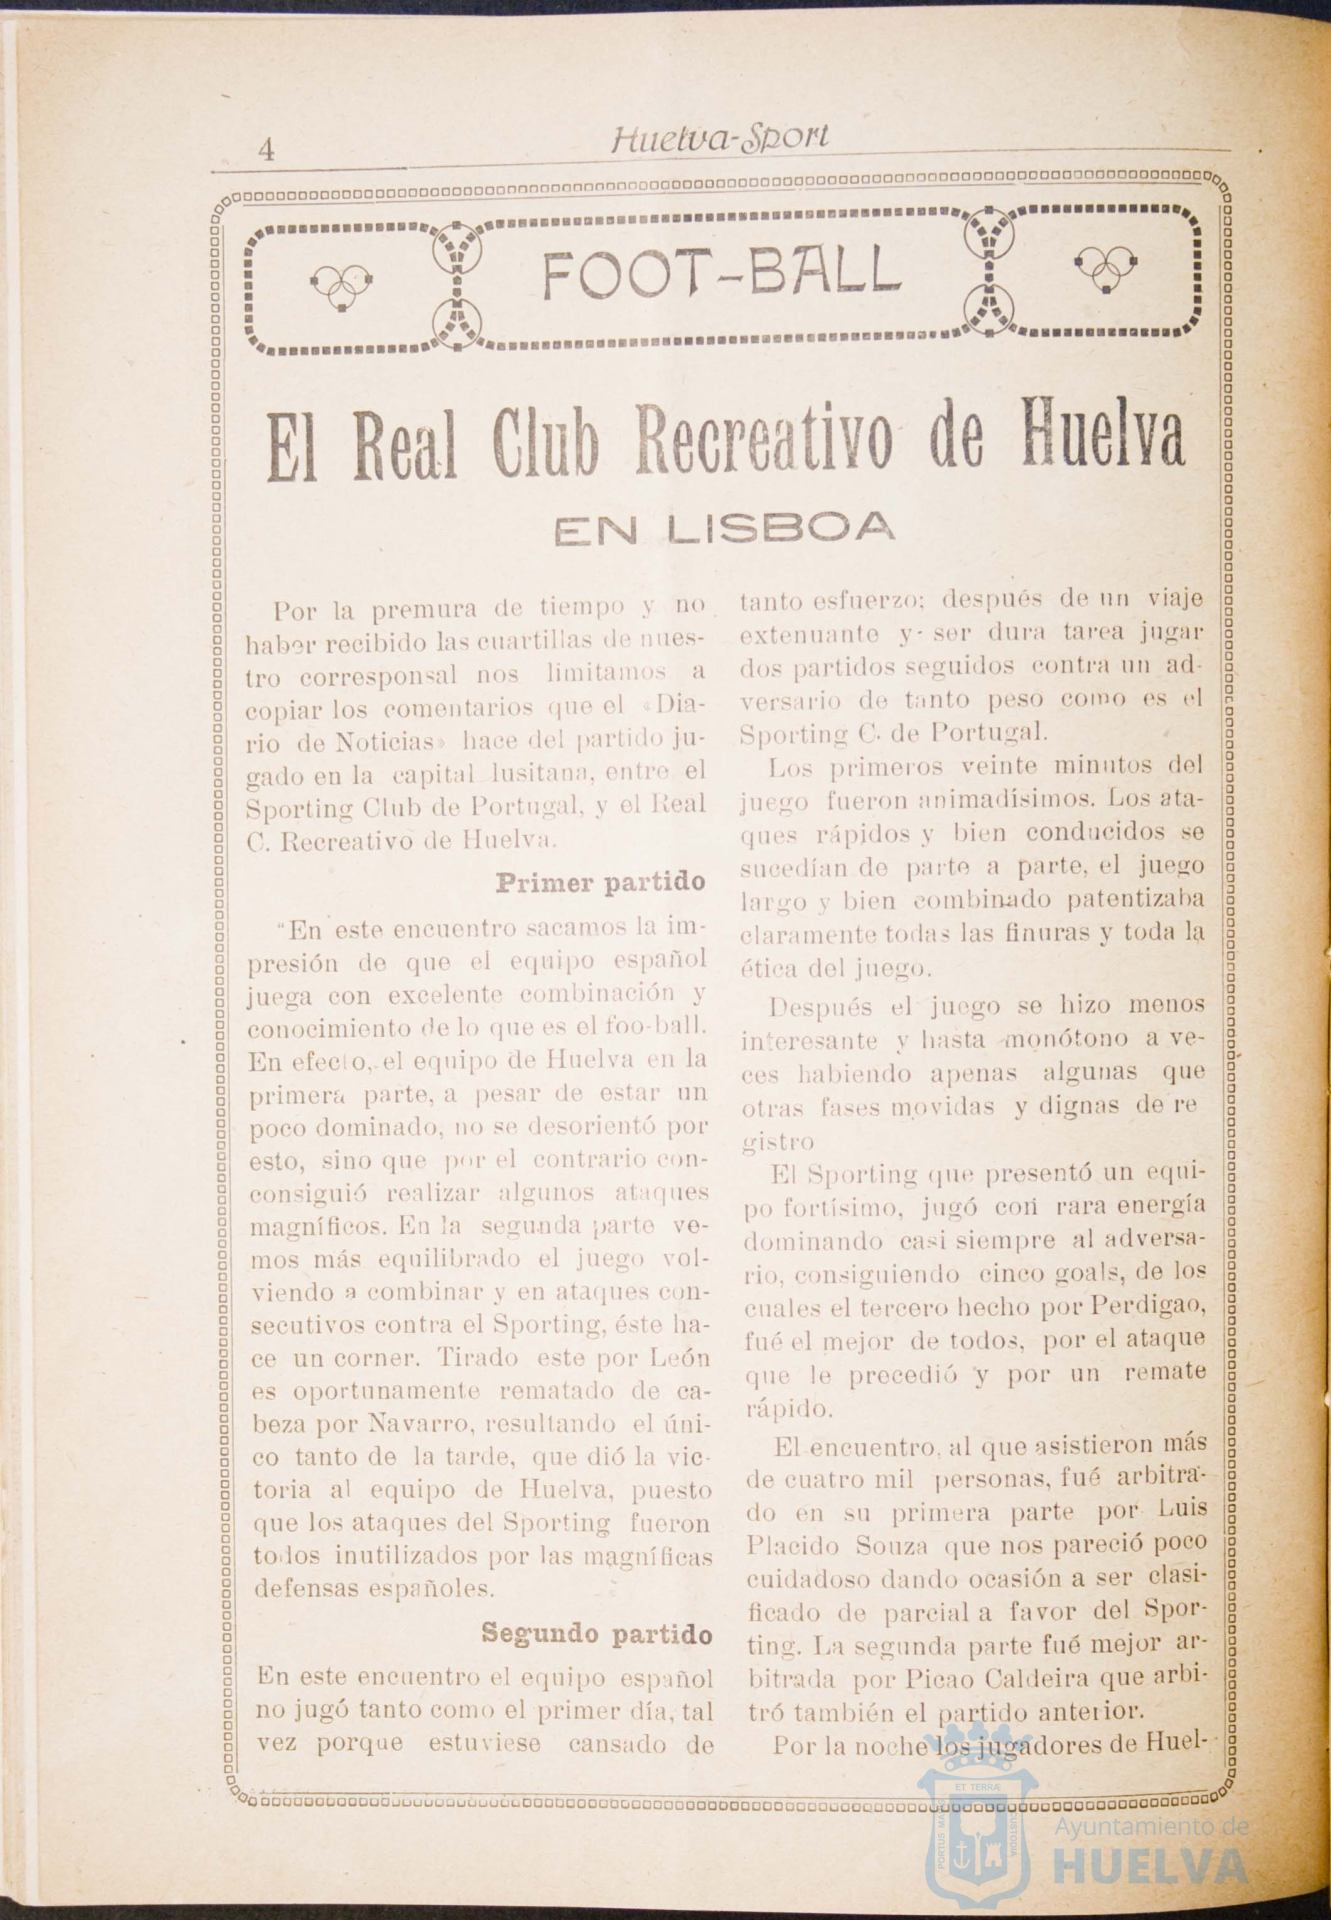 4
Huelva-Sport
FOOT-BALL
El Real Club Recreativo de Huelva
EN LISBOA
Por la premura de tiempo y no
haber recibido las cuartillas de nues-
tro corresponsal nos limitamos a
copiar los comentarios que el «Dia-
rio de Noticias» hace del partido ju-
gado en la capital lusitana, entre el
Sporting Club de Portugal, y el Real
C. Recreativo de Huelva.
Primer partido
"En este encuentro sacamos la im-
presión de que el equipo español
juega con excelente combinación y
conocimiento de lo que es el foo-ball.
En efecto, el equipo de Huelva en la
primera parte, a pesar de estar un
poco dominado, no se desorientó por
esto, sino que por el contrario con-
consiguió realizar algunos ataques
magníficos. En la segunda parte ve-
mos más equilibrado el juego vol-
viendo a combinar y en ataques con-
secutivos contra el Sporting, éste ha-
ce un corner. Tirado este por León
es oportunamente rematado de ca-
beza por Navarro, resultando el úni-
co tanto de la tarde, que dió la vic-
toria al equipo de Huelva, puesto
que los ataques del Sporting fueron
todos inutilizados por las magníficas
defensas españoles.
Segundo partido
En este encuentro el equipo español
no jugó tanto como el primer día, tal
vez porque estuviese cansado de
tanto esfuerzo; después de un viaje
extenuante y ser dura tarea jugar
dos partidos seguidos contra un ad-
versario de tanto peso como es el
Sporting C. de Portugal.
Los primeros veinte minutos del
juego fueron animadísimos. Los ata-
ques rápidos y bien conducidos se
sucedían de parte a parte, el juego
largo y bien combinado patentizaba
claramente todas las finuras y toda la
ética del juego.
Después el juego se hizo menos
interesante y hasta monótono a ve-
ces habiendo apenas algunas que
otras fases movidas y dignas de re
gistro
El Sporting que presentó un equi-
po fortísimo, jugó con rara energía
dominando casi siempre al adversa-
rio, consiguiendo cinco goals, de los
cuales el tercero hecho por Perdigao,
fué el mejor de todos, por el ataque
que le precedió y por un remate
rápido.
El encuentro, al que asistieron más
de cuatro mil personas, fué arbitra-
do en su primera parte por Luis
Placido Souza que nos pareció poco
cuidadoso dando ocasión a ser clasi-
ficado de parcial a favor del Spor-
ting. La segunda parte fué mejor ar-
bitrada por Picao Caldeira que arbi-
tró también el partido anterior.
Por la noche los jugadores de Huel-
ET TERRÆ
PORTUS MARIS
CUSTODIA
Ayuntamiento de
HUELVA